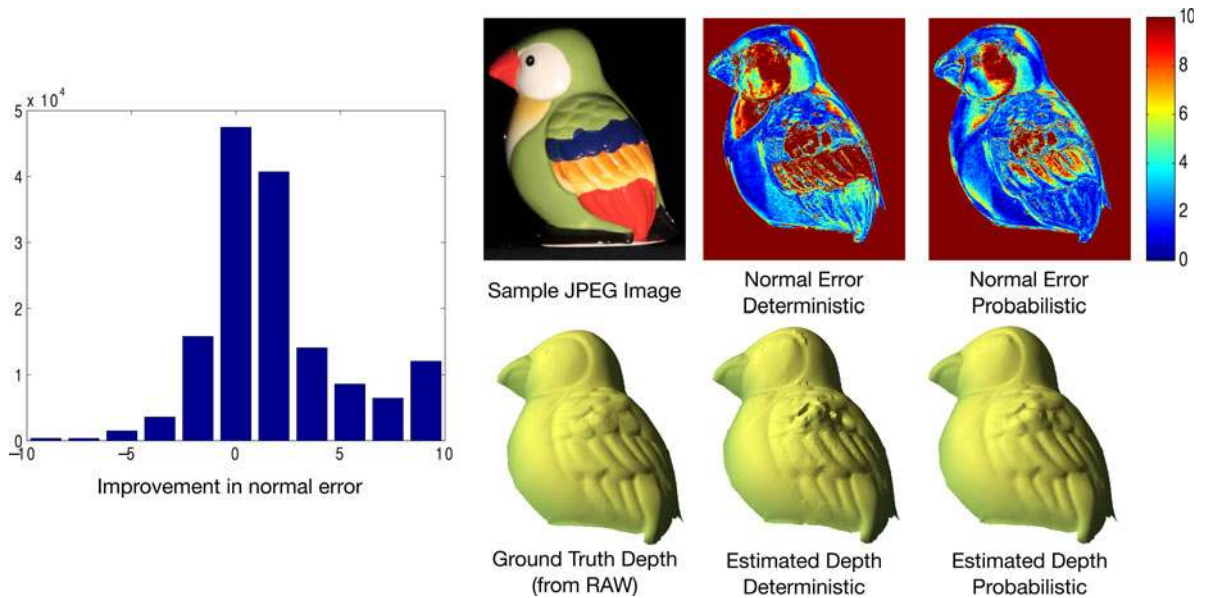 x 10⁴
5
4
3
2
1
0
−10
−5
0
5
10
Improvement in normal error
Sample JPEG Image
Normal Error
Deterministic
Normal Error
Probabilistic
10
8
6
4
2
0
Ground Truth Depth
(from RAW)
Estimated Depth
Deterministic
Estimated Depth
Probabilistic